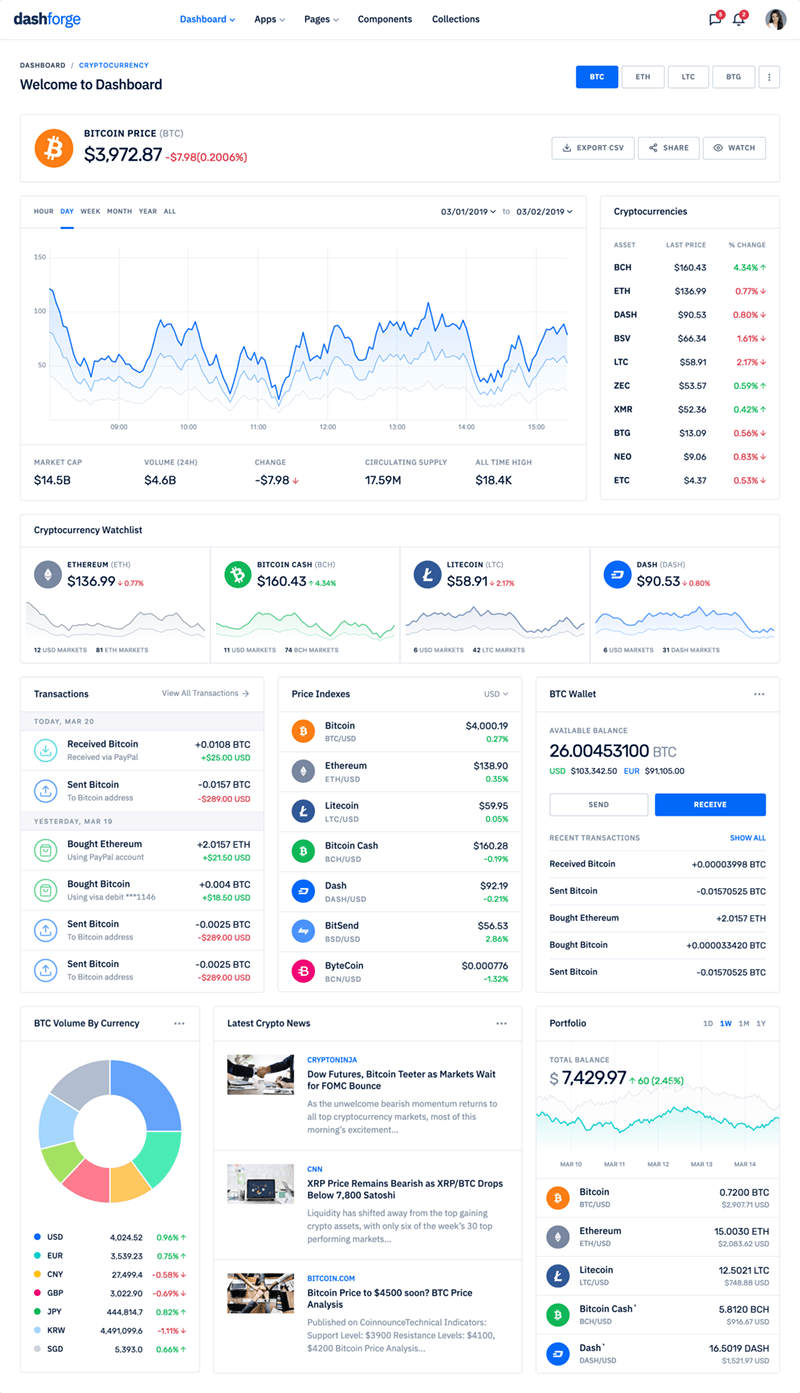 dashforge
Dashboard Apps Pages Components Collections
5 2
DASHBOARD / CRYPTOCURRENCY
Welcome to Dashboard
BTC ETH LTC BTG
BITCOIN PRICE (BTC)
$3,972.87 -$7.98(0.2006%)
EXPORT CSV SHARE WATCH
HOUR DAY WEEK MONTH YEAR ALL
03/01/2019 to 03/02/2019
150
100
50
09:00 10:00 11:00 12:00 13:00 14:00 15:00
MARKET CAP VOLUME (24H) CHANGE CIRCULATING SUPPLY ALL TIME HIGH
$14.5B $4.6B -$7.98 ↓ 17.59M $18.4K
Cryptocurrencies
ASSET LAST PRICE % CHANGE
BCH $160.43 4.34% ↑
ETH $136.99 0.77% ↓
DASH $90.53 0.80% ↓
BSV $66.34 1.61% ↓
LTC $58.91 2.17% ↓
ZEC $53.57 0.59% ↑
XMR $52.36 0.42% ↑
BTG $13.09 0.56% ↓
NEO $9.06 0.83% ↓
ETC $4.37 0.53% ↓
Cryptocurrency Watchlist
ETHEREUM (ETH)
$136.99 ↓ 0.77%
12 USD MARKETS 81 ETH MARKETS
BITCOIN CASH (BCH)
$160.43 ↑ 4.34%
11 USD MARKETS 74 BCH MARKETS
LITECOIN (LTC)
$58.91 ↓ 2.17%
6 USD MARKETS 42 LTC MARKETS
DASH (DASH)
$90.53 ↓ 0.80%
6 USD MARKETS 31 DASH MARKETS
Transactions View All Transactions →
TODAY, MAR 20
Received Bitcoin +0.0108 BTC
Received via PayPal +$25.00 USD
Sent Bitcoin -0.0157 BTC
To Bitcoin address -$289.00 USD
YESTERDAY, MAR 19
Bought Ethereum +2.0157 ETH
Using PayPal account +$21.50 USD
Bought Bitcoin +0.004 BTC
Using visa debit ***1146 +$18.50 USD
Sent Bitcoin -0.0025 BTC
To Bitcoin address -$289.00 USD
Sent Bitcoin -0.0025 BTC
To Bitcoin address -$289.00 USD
Price Indexes USD
Bitcoin $4,000.19
BTC/USD 0.27%
Ethereum $138.90
ETH/USD 0.35%
Litecoin $59.95
LTC/USD 0.05%
Bitcoin Cash $160.28
BCH/USD -0.19%
Dash $92.19
DASH/USD -0.21%
BitSend $56.53
BSD/USD 2.86%
ByteCoin $0.000776
BCN/USD -1.32%
BTC Wallet
AVAILABLE BALANCE
26.00453100 BTC
USD $103,342.50 EUR $91,105.00
SEND RECEIVE
RECENT TRANSACTIONS SHOW ALL
Received Bitcoin +0.00003998 BTC
Sent Bitcoin -0.01570525 BTC
Bought Ethereum +2.0157 ETH
Bought Bitcoin +0.000033420 BTC
Sent Bitcoin -0.01570525 BTC
BTC Volume By Currency
USD 4,024.52 0.96% ↑
EUR 3,539.23 0.75% ↑
CNY 27,499.4 -0.58% ↓
GBP 3,022.90 -0.69% ↓
JPY 444,814.7 0.82% ↑
KRW 4,491,099.6 -1.11% ↓
SGD 5,393.0 0.66% ↑
Latest Crypto News
CRYPTONINJA
Dow Futures, Bitcoin Teeter as Markets Wait
for FOMC Bounce
As the unwelcome bearish momentum returns to
all top cryptocurrency markets, most of this
morning's excitement...
CNN
XRP Price Remains Bearish as XRP/BTC Drops
Below 7,800 Satoshi
Liquidity has shifted away from the top gaining
crypto assets, with only six of the week's 30 top
performing markets...
BITCOIN.COM
Bitcoin Price to $4500 soon? BTC Price
Analysis
Published on CoinnounceTechnical Indicators:
Support Level: $3900 Resistance Levels: $4100,
$4200 Bitcoin Price Analysis...
Portfolio 1D 1W 1M 1Y
TOTAL BALANCE
$ 7,429.97 ↑ 60 (2.45%)
MAR 10 MAR 11 MAR 12 MAR 13 MAR 14
Bitcoin 0.7200 BTC
BTC/USD $2,907.71 USD
Ethereum 15.0030 ETH
ETH/USD $2,083.62 USD
Litecoin 12.5021 LTC
LTC/USD $748.88 USD
Bitcoin Cash` 5.8120 BCH
BCH/USD $916.67 USD
Dash` 16.5019 DASH
DASH/USD $1,521.97 USD